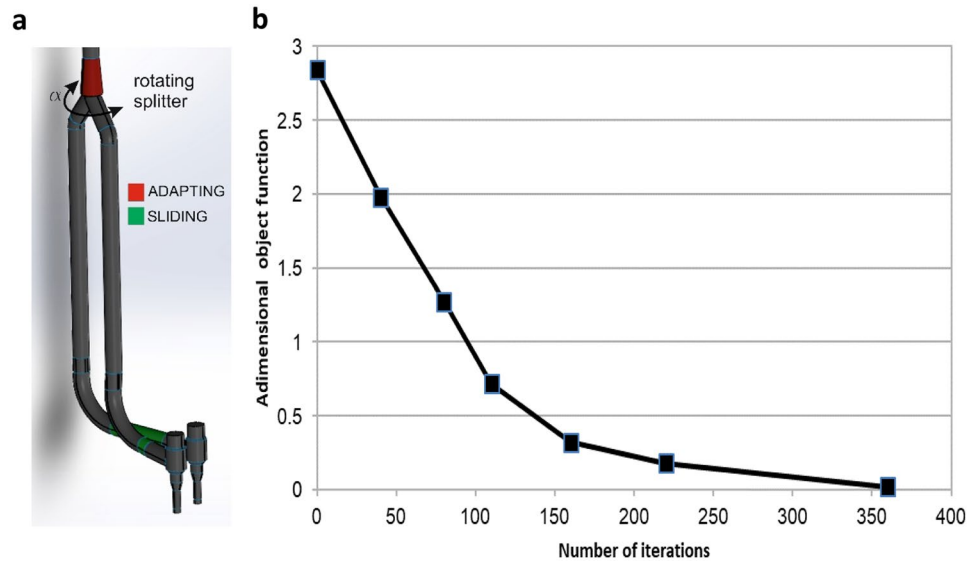 a
α
rotating
splitter
ADAPTING
SLIDING
b
Adimensional object function
3
2.5
2
1.5
1
0.5
0
0 50 100 150 200 250 300 350 400
Number of iterations